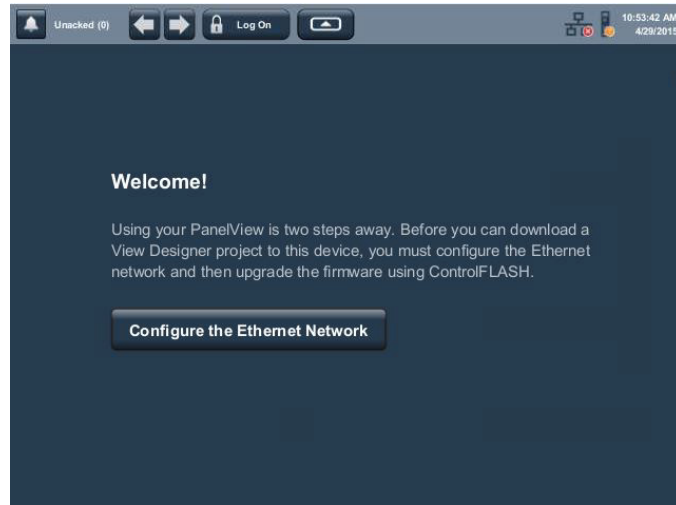 Unacked (0)
Log On
10:53:42 AM
4/29/2015
Welcome!
Using your PanelView is two steps away. Before you can download a
View Designer project to this device, you must configure the Ethernet
network and then upgrade the firmware using ControlFLASH.
Configure the Ethernet Network